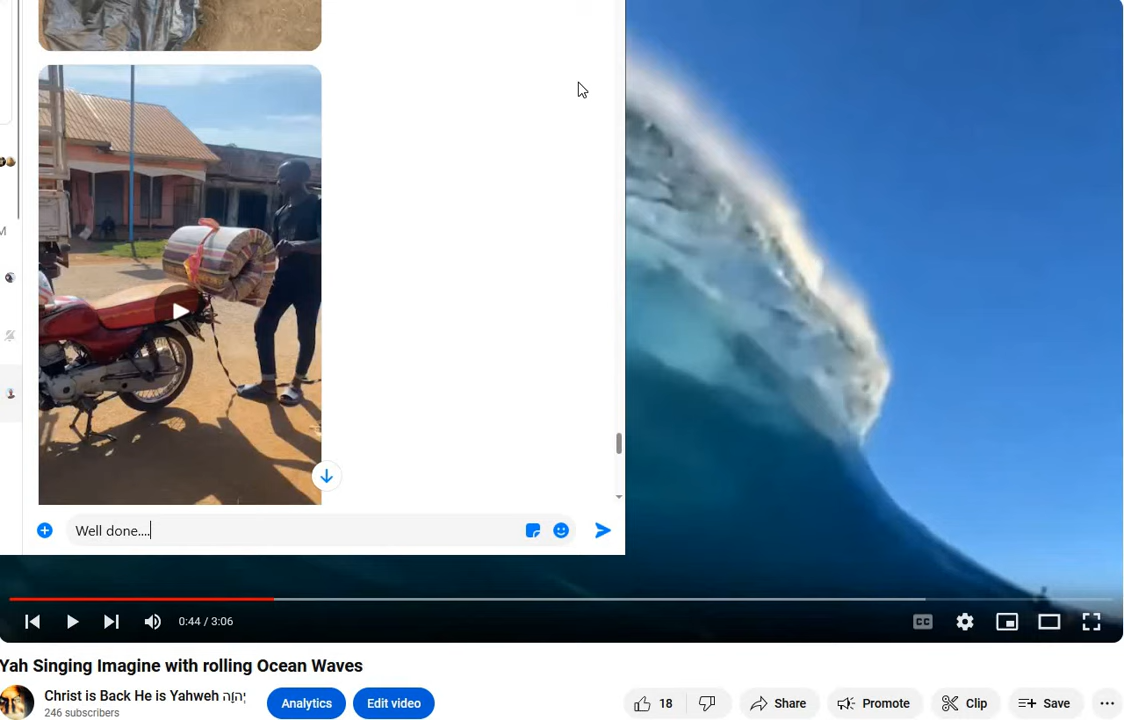 M
Well done....
0:44 / 3:06
CC
Yah Singing Imagine with rolling Ocean Waves
Christ is Back He is Yahweh יְהֹוָה
246 subscribers
Analytics
Edit video
18
Share
Promote
Clip
Save